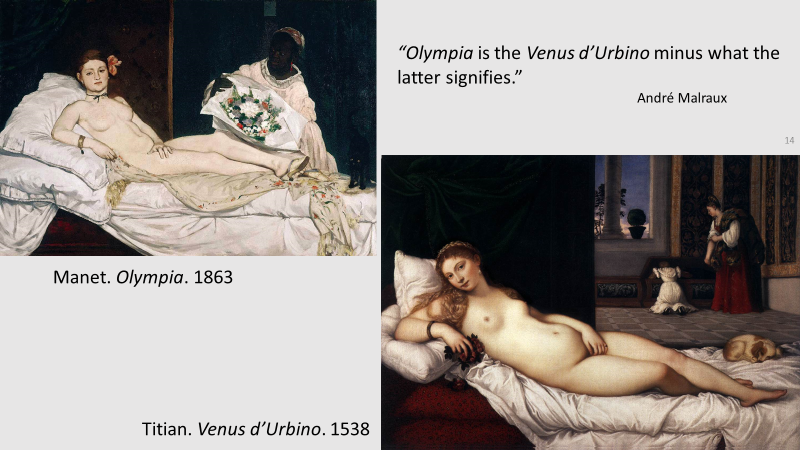 “Olympia is the Venus d’Urbino minus what the
latter signifies.”
André Malraux
14
Manet. Olympia. 1863
Titian. Venus d’Urbino. 1538